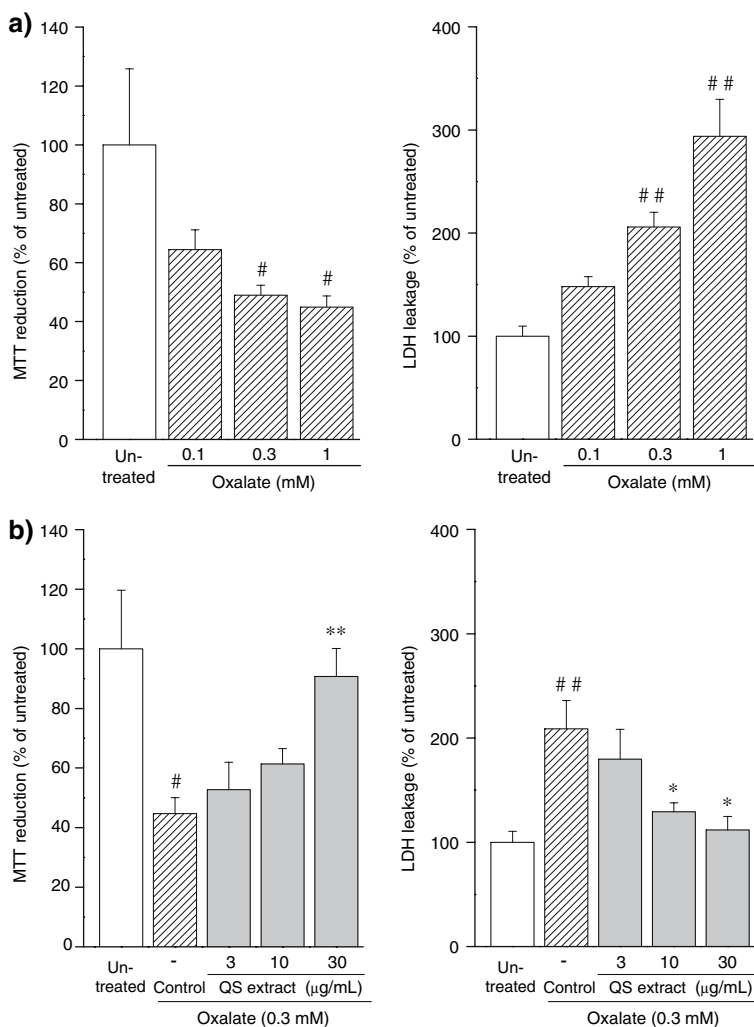 a)
140
120
100
80
60
40
20
0
MTT reduction (% of untreated)
# #
Un-
treated
0.1 0.3 1
Oxalate (mM)
400
300
200
100
0
LDH leakage (% of untreated)
# # # #
Un-
treated
0.1 0.3 1
Oxalate (mM)
b)
140
120
100
80
60
40
20
0
MTT reduction (% of untreated)
# **
Un-
treated
- 3 10 30
Control QS extract (μg/mL)
Oxalate (0.3 mM)
400
300
200
100
0
LDH leakage (% of untreated)
# # * *
Un-
treated
- 3 10 30
Control QS extract (μg/mL)
Oxalate (0.3 mM)